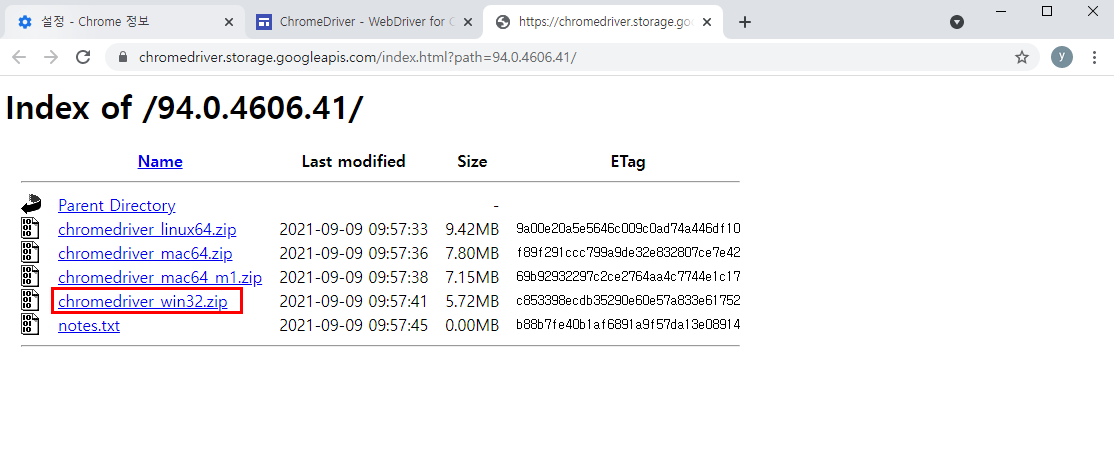 설정 - Chrome 정보
ChromeDriver - WebDriver for C
https://chromedriver.storage.goo
chromedriver.storage.googleapis.com/index.html?path=94.0.4606.41/
y
Index of /94.0.4606.41/
Name Last modified Size ETag
Parent Directory -
chromedriver_linux64.zip 2021-09-09 09:57:33 9.42MB 9a00e20a5e5646c009c0ad74a446df10
chromedriver_mac64.zip 2021-09-09 09:57:36 7.80MB f89f291ccc799a9de32e832807ce7e42
chromedriver_mac64_m1.zip 2021-09-09 09:57:38 7.15MB 69b92932297c2ce2764aa4c7744e1c17
chromedriver_win32.zip 2021-09-09 09:57:41 5.72MB c853398ecdb35290e60e57a833e61752
notes.txt 2021-09-09 09:57:45 0.00MB b88b7fe40b1af6891a9f57da13e08914